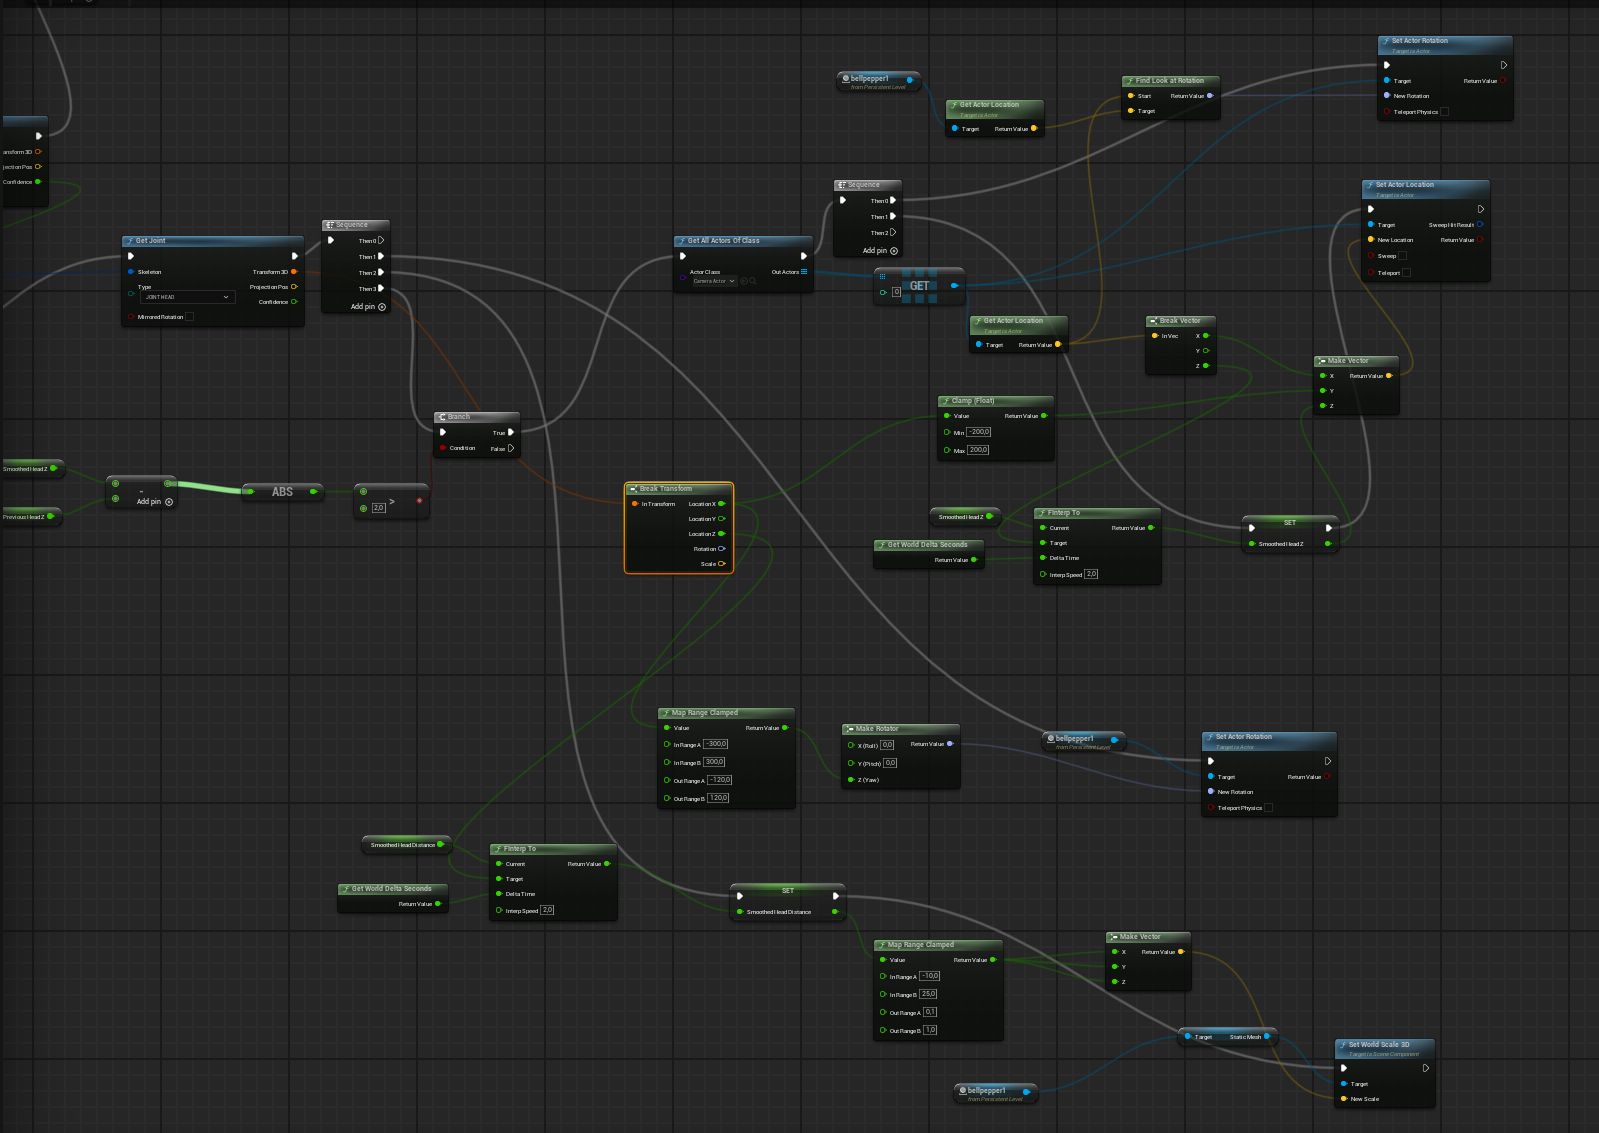 Set Actor Rotation
Target is Actor
Target
Return Value
New Rotation
Teleport Physics
bellpepper1
from Persistent Level
Get Actor Location
Target is Actor
Target
Return Value
Find Look at Rotation
Start
Return Value
Target
ansform 3D
jection Pos
Confidence
Sequence
Then 0
Then 1
Then 2
Add pin
Set Actor Location
Target is Actor
Target
Sweep Hit Result
New Location
Return Value
Sweep
Teleport
Get Joint
Skeleton
Transform 3D
Type
Projection Pos
JOINT HEAD
Confidence
Mirrored Rotation
Sequence
Then 0
Then 1
Then 2
Then 3
Add pin
Get All Actors Of Class
Actor Class
Out Actors
Camera Actor
0
GET
Get Actor Location
Target is Actor
Target
Return Value
Break Vector
In Vec
X
Y
Z
Make Vector
X
Return Value
Y
Z
Clamp (Float)
Value
Return Value
Min -200,0
Max 200,0
Branch
True
Condition
False
Smoothed Head Z
Previous Head Z
-
Add pin
ABS
>
2,0
Break Transform
In Transform
Location X
Location Y
Location Z
Rotation
Scale
Smoothed Head Z
Get World Delta Seconds
Return Value
FInterp To
Current
Return Value
Target
Delta Time
Interp Speed 2,0
SET
Smoothed Head Z
Map Range Clamped
Value
Return Value
In Range A -300,0
In Range B 300,0
Out Range A -120,0
Out Range B 120,0
Make Rotator
X (Roll) 0,0
Return Value
Y (Pitch) 0,0
Z (Yaw)
bellpepper1
from Persistent Level
Set Actor Rotation
Target is Actor
Target
Return Value
New Rotation
Teleport Physics
Smoothed Head Distance
Get World Delta Seconds
Return Value
FInterp To
Current
Return Value
Target
Delta Time
Interp Speed 2,0
SET
Smoothed Head Distance
Map Range Clamped
Value
Return Value
In Range A -10,0
In Range B 25,0
Out Range A 0,1
Out Range B 1,0
Make Vector
X
Return Value
Y
Z
Target
Static Mesh
bellpepper1
from Persistent Level
Set World Scale 3D
Target is Scene Component
Target
New Scale